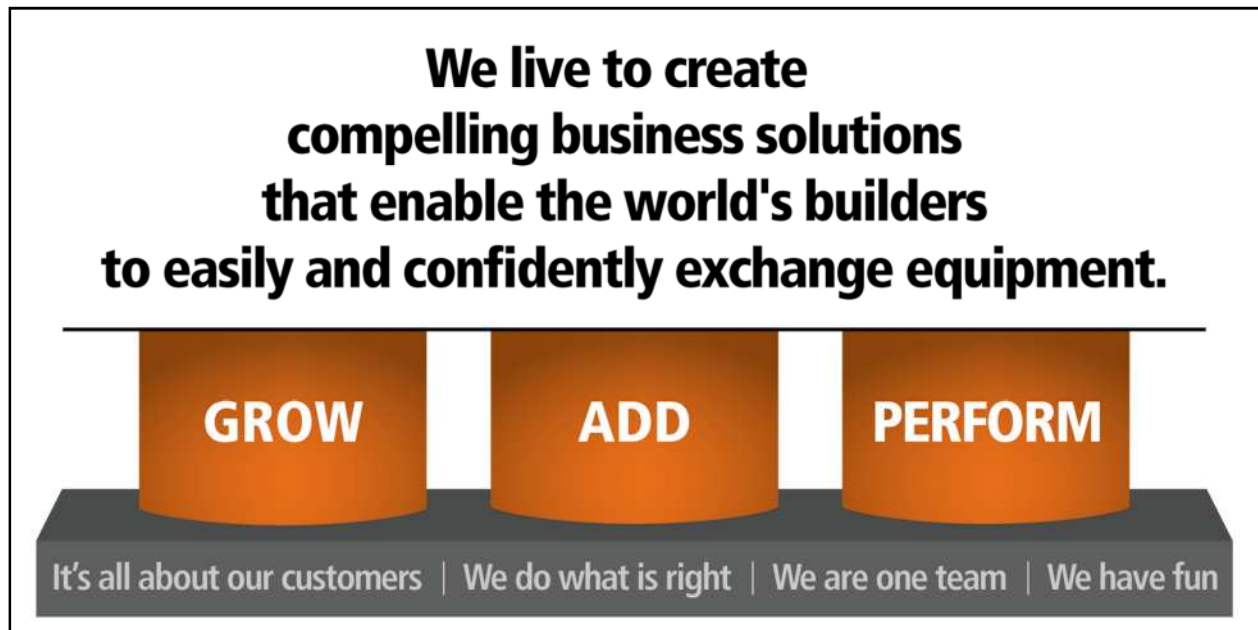 We live to create
compelling business solutions
that enable the world's builders
to easily and confidently exchange equipment.
GROW ADD PERFORM
It's all about our customers | We do what is right | We are one team | We have fun